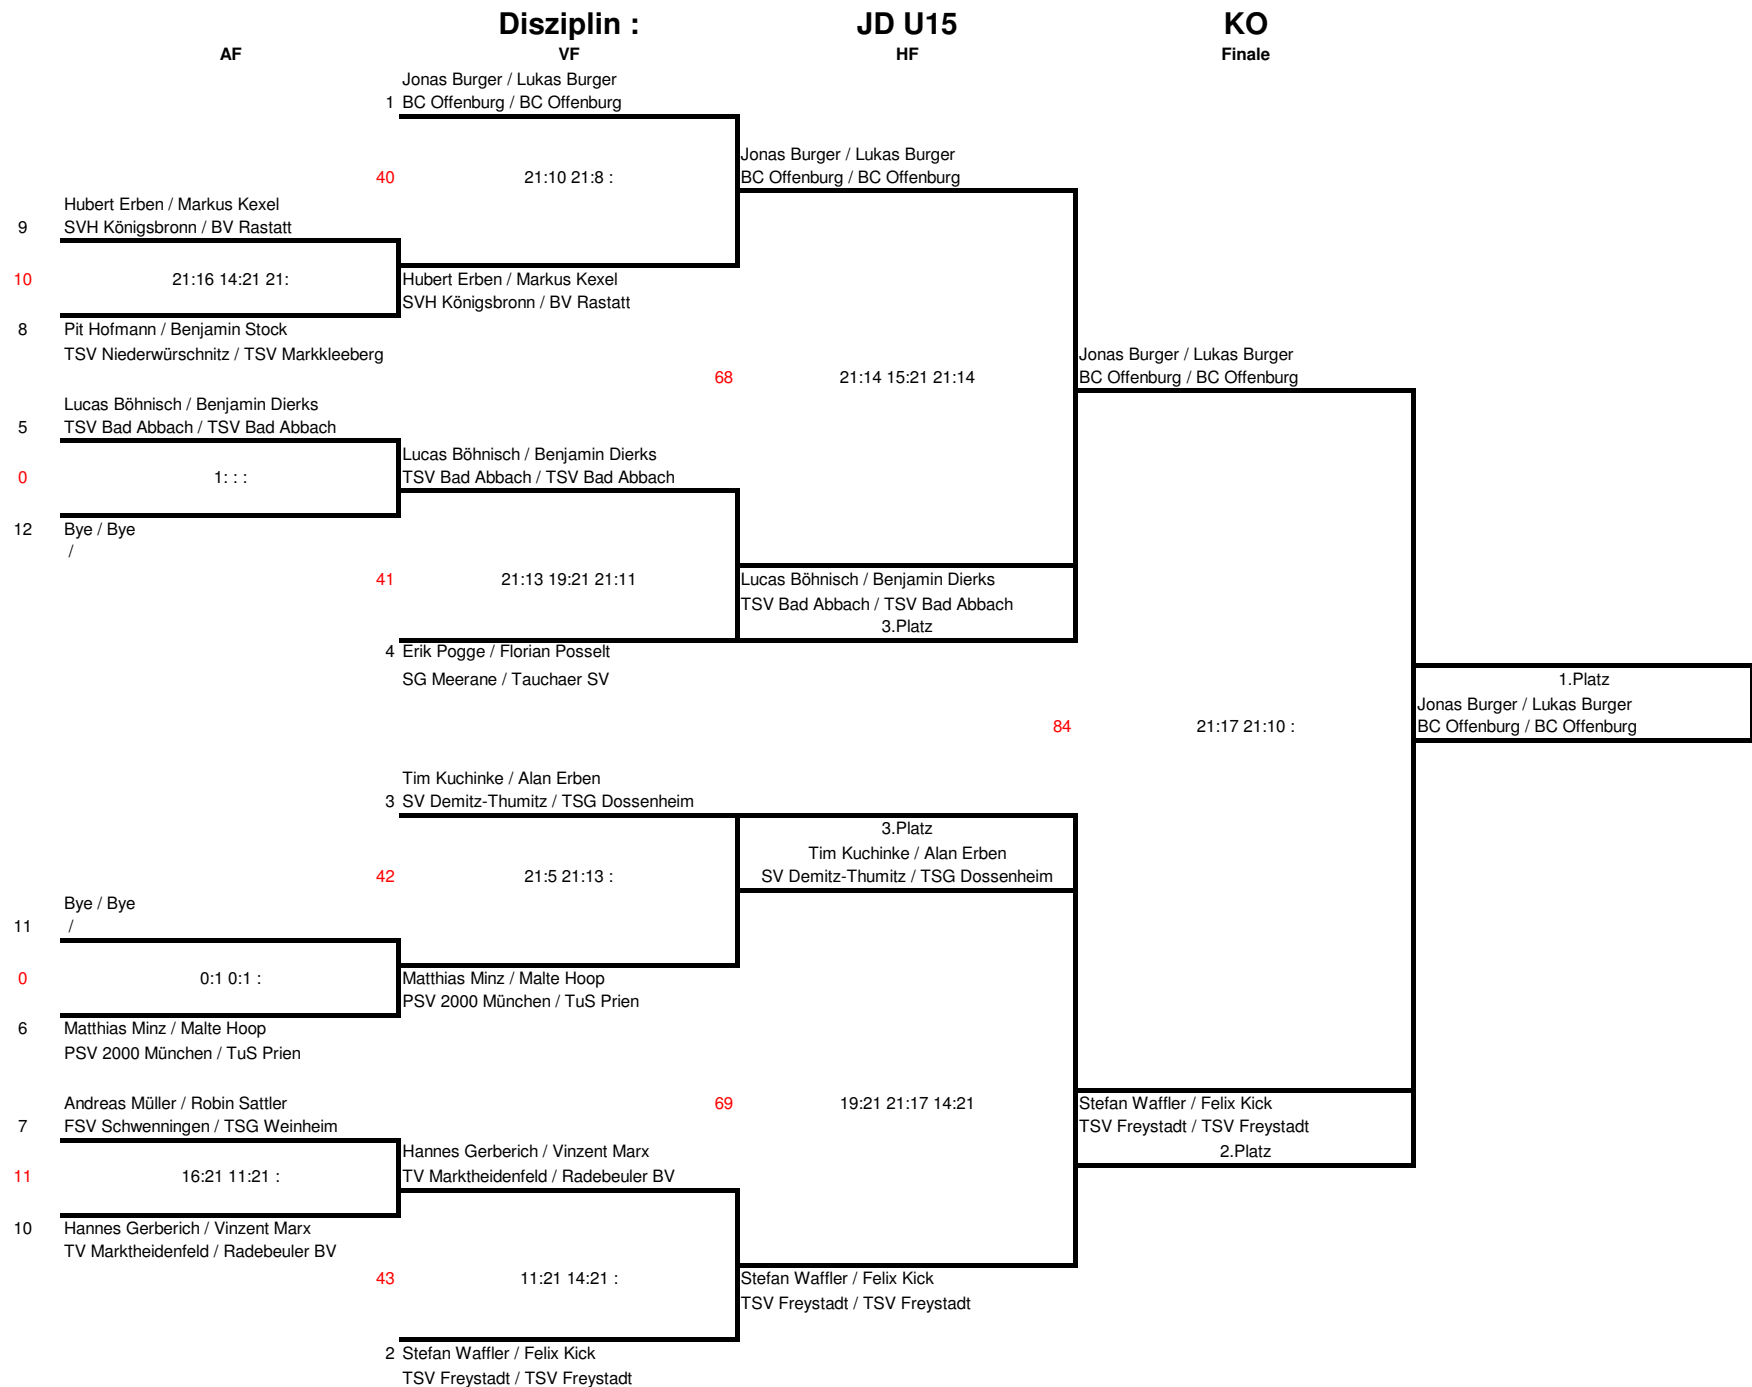 Disziplin : JD U15 KO
AF VF HF Finale
Jonas Burger / Lukas Burger
1 BC Offenburg / BC Offenburg
Jonas Burger / Lukas Burger
40 21:10 21:8 : BC Offenburg / BC Offenburg
Hubert Erben / Markus Kexel
9 SVH Königsbronn / BV Rastatt
10 21:16 14:21 21: Hubert Erben / Markus Kexel
SVH Königsbronn / BV Rastatt
8 Pit Hofmann / Benjamin Stock
TSV Niederwürschnitz / TSV Markkleeberg Jonas Burger / Lukas Burger
68 21:14 15:21 21:14 BC Offenburg / BC Offenburg
Lucas Böhnisch / Benjamin Dierks
5 TSV Bad Abbach / TSV Bad Abbach
Lucas Böhnisch / Benjamin Dierks
0 1: : : TSV Bad Abbach / TSV Bad Abbach
12 Bye / Bye
/
41 21:13 19:21 21:11 Lucas Böhnisch / Benjamin Dierks
TSV Bad Abbach / TSV Bad Abbach
3.Platz
4 Erik Pogge / Florian Posselt
SG Meerane / Tauchaer SV 1.Platz
Jonas Burger / Lukas Burger
84 21:17 21:10 : BC Offenburg / BC Offenburg
Tim Kuchinke / Alan Erben
3 SV Demitz-Thumitz / TSG Dossenheim
3.Platz
Tim Kuchinke / Alan Erben
42 21:5 21:13 : SV Demitz-Thumitz / TSG Dossenheim
Bye / Bye
11 /
0 0:1 0:1 : Matthias Minz / Malte Hoop
PSV 2000 München / TuS Prien
6 Matthias Minz / Malte Hoop
PSV 2000 München / TuS Prien
Andreas Müller / Robin Sattler 69 19:21 21:17 14:21 Stefan Waffler / Felix Kick
7 FSV Schwenningen / TSG Weinheim TSV Freystadt / TSV Freystadt
Hannes Gerberich / Vinzent Marx 2.Platz
11 16:21 11:21 : TV Marktheidenfeld / Radebeuler BV
10 Hannes Gerberich / Vinzent Marx
TV Marktheidenfeld / Radebeuler BV
43 11:21 14:21 : Stefan Waffler / Felix Kick
TSV Freystadt / TSV Freystadt
2 Stefan Waffler / Felix Kick
TSV Freystadt / TSV Freystadt